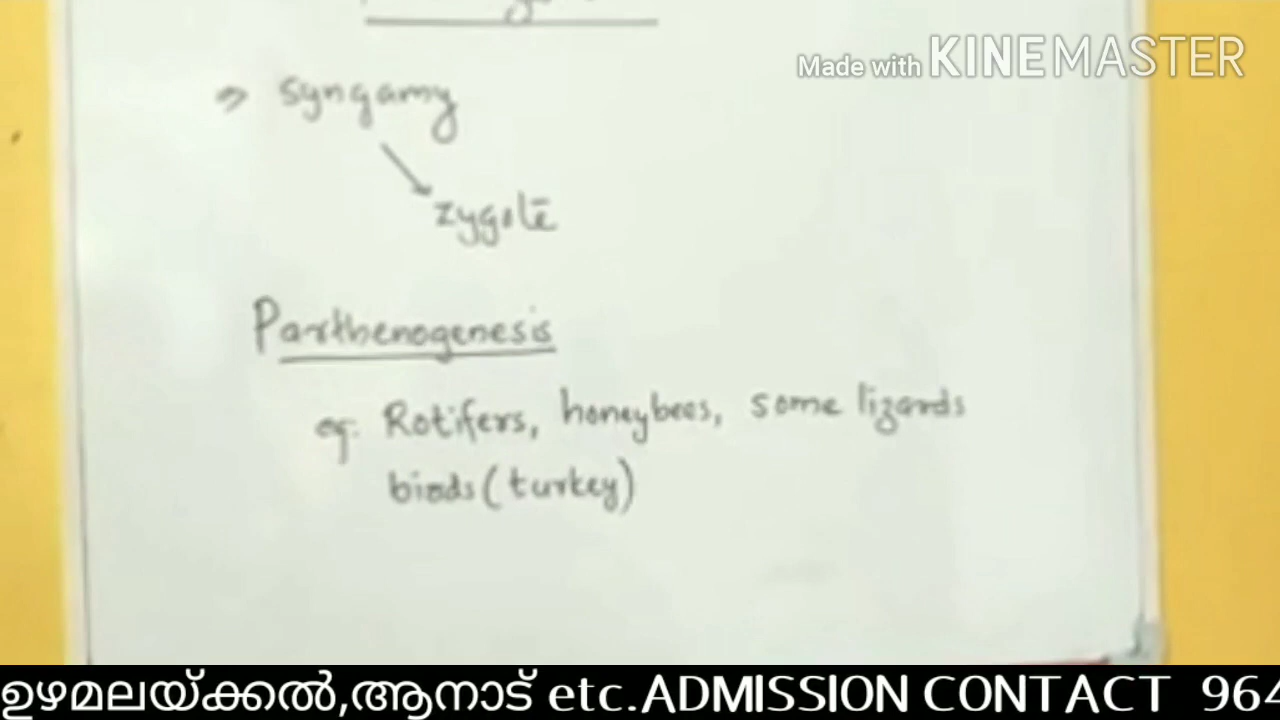 Made with KINEMASTER
⇒ Syngamy
zygote
Parthenogenesis
eg: Rotifers, honeybees, some lizards
birds (turkey)
ഉഴമലയ്ക്കൽ,ആനാട് etc.ADMISSION CONTACT 964